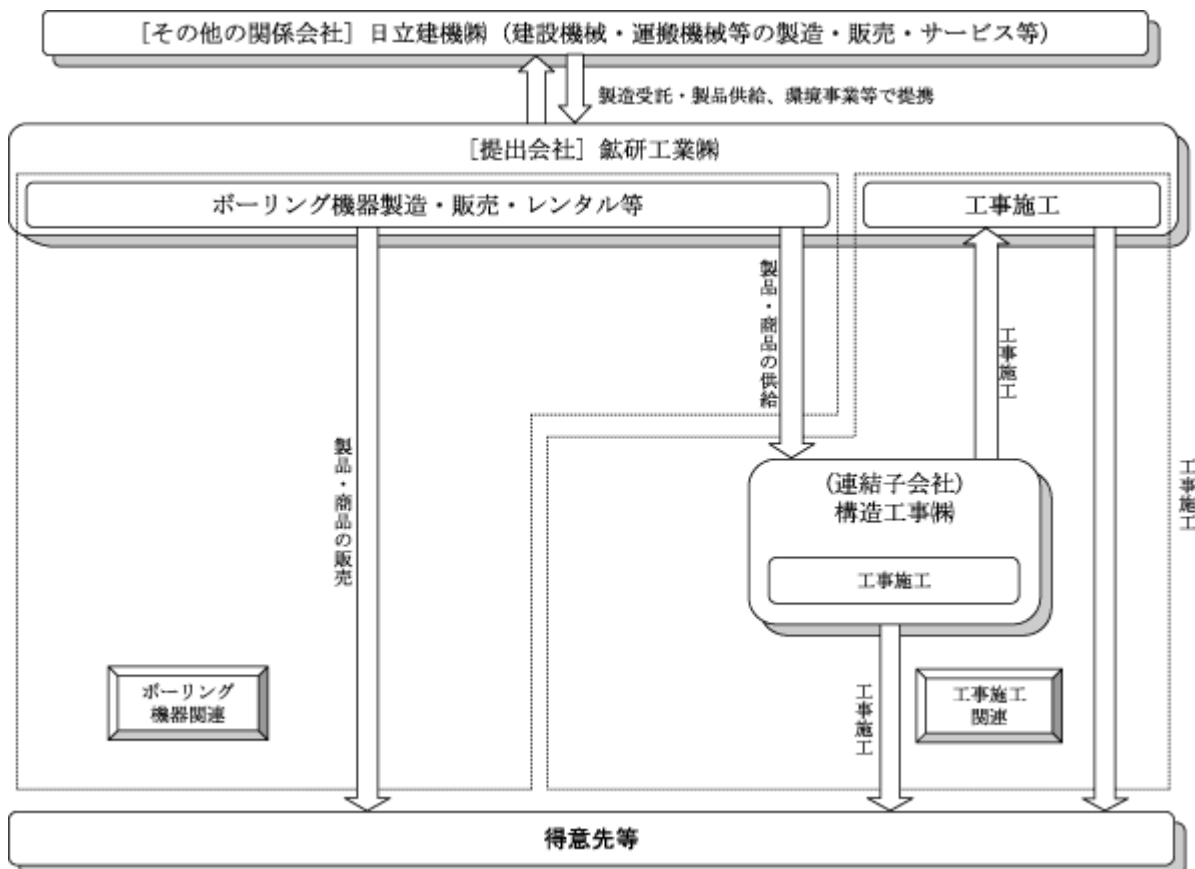 ［その他の関係会社］日立建機㈱（建設機械・運搬機械等の製造・販売・サービス等）
製造受託・製品供給、環境事業等で提携
［提出会社］鉱研工業㈱
ボーリング機器製造・販売・レンタル等
工事施工
製品・商品の供給
工事施工
製品・商品の販売
工事施工
（連結子会社）
構造工事㈱
工事施工
ボーリング
機器関連
工事施工
工事施工
関連
得意先等